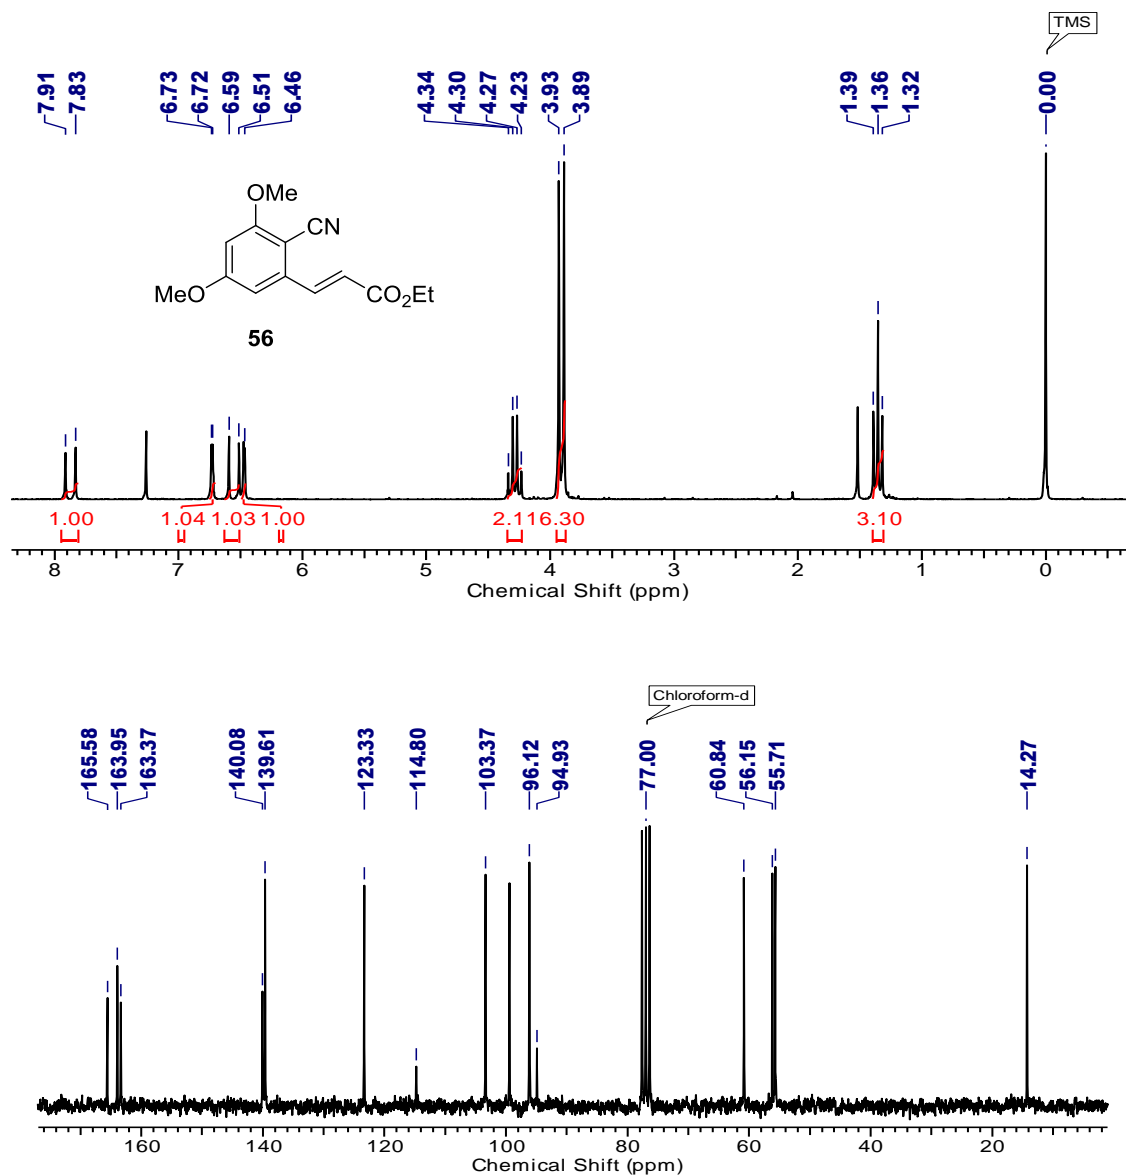 TMS
7.91 7.83 6.73 6.72 6.59 6.51 6.46 4.34 4.30 4.27 4.23 3.93 3.89 1.39 1.36 1.32 0.00
OMe
CN
MeO
CO2Et
56
1.00 1.04 1.03 1.00 2.11 6.30 3.10
8 7 6 5 4 3 2 1 0
Chemical Shift (ppm)
Chloroform-d
165.58 163.95 163.37 140.08 139.61 123.33 114.80 103.37 96.12 94.93 77.00 60.84 56.15 55.71 14.27
160 140 120 100 80 60 40 20
Chemical Shift (ppm)